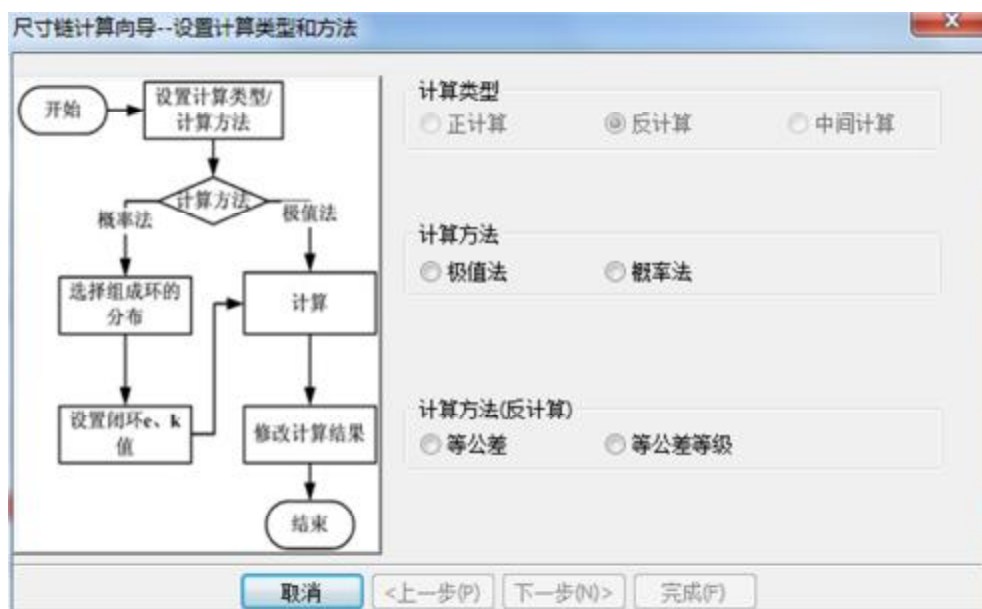 尺寸链计算向导--设置计算类型和方法
开始
设置计算类型/
计算方法
计算方法
概率法
极值法
选择组成环的
分布
计算
设置闭环e、k
值
修改计算结果
结束
计算类型
正计算
反计算
中间计算
计算方法
极值法
概率法
计算方法(反计算)
等公差
等公差等级
取消
<上一步(P)
下一步(N)>
完成(F)